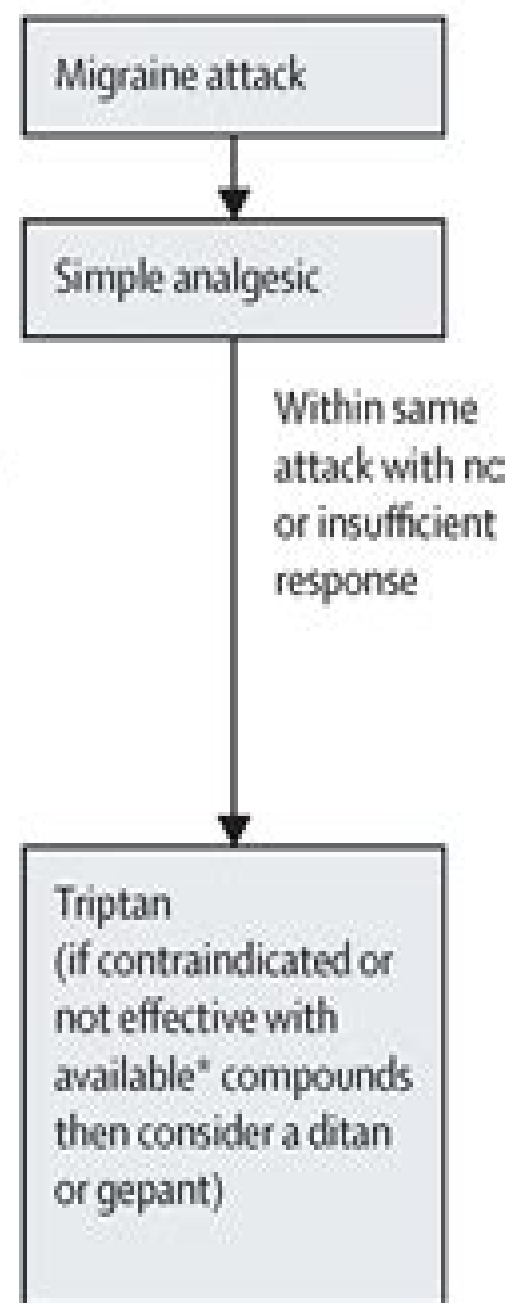 Migraine attack
Simple analgesic
Within same
attack with no
or insufficient
response
Triptan
(if contraindicated or
not effective with
available* compounds
then consider a ditan
or gepant)